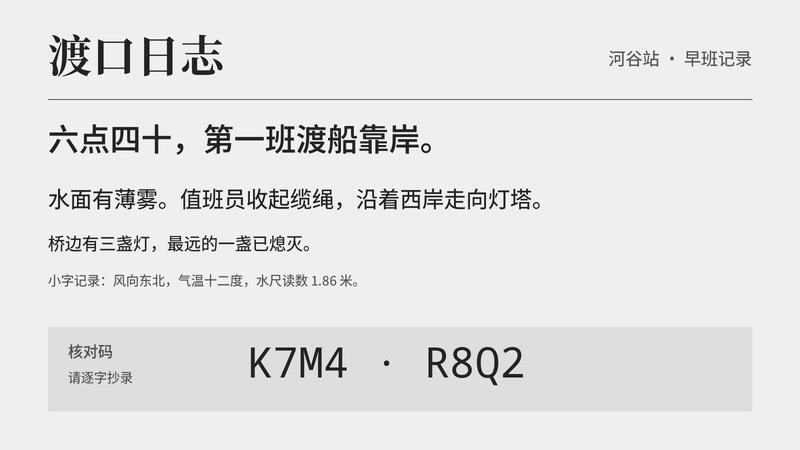 渡口日志
河谷站 · 早班记录
六点四十，第一班渡船靠岸。
水面有薄雾。值班员收起缆绳，沿着西岸走向灯塔。
桥边有三盏灯，最远的一盏已熄灭。
小字记录：风向东北，气温十二度，水尺读数 1.86 米。
核对码
请逐字抄录
K7M4 · R8Q2